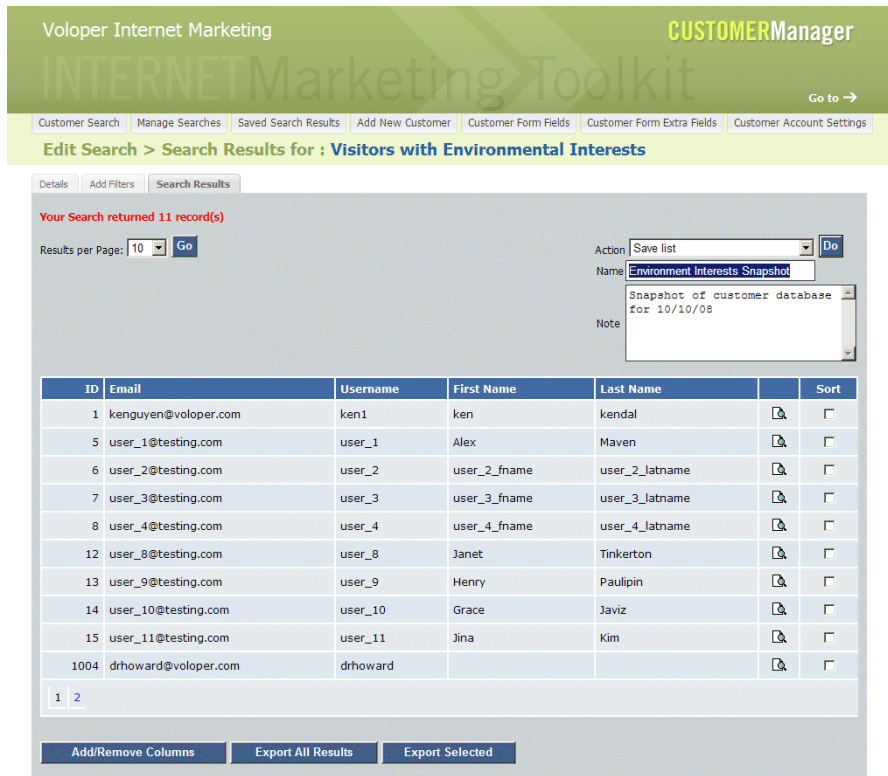 Voloper Internet Marketing
CUSTOMERManager
INTERNETMarketing Toolkit
Go to →
Customer Search Manage Searches Saved Search Results Add New Customer Customer Form Fields Customer Form Extra Fields Customer Account Settings
Edit Search > Search Results for : Visitors with Environmental Interests
Details Add Filters Search Results
Your Search returned 11 record(s)
Results per Page: 10 Go
Action Save list Do
Name Environment Interests Snapshot
Snapshot of customer database
for 10/10/08
Note
ID Email Username First Name Last Name Sort
1 kenguyen@voloper.com ken1 ken kendal
5 user_1@testing.com user_1 Alex Maven
6 user_2@testing.com user_2 user_2_fname user_2_latname
7 user_3@testing.com user_3 user_3_fname user_3_latname
8 user_4@testing.com user_4 user_4_fname user_4_latname
12 user_8@testing.com user_8 Janet Tinkerton
13 user_9@testing.com user_9 Henry Paulipin
14 user_10@testing.com user_10 Grace Javiz
15 user_11@testing.com user_11 Jina Kim
1004 drhoward@voloper.com drhoward
1 2
Add/Remove Columns Export All Results Export Selected